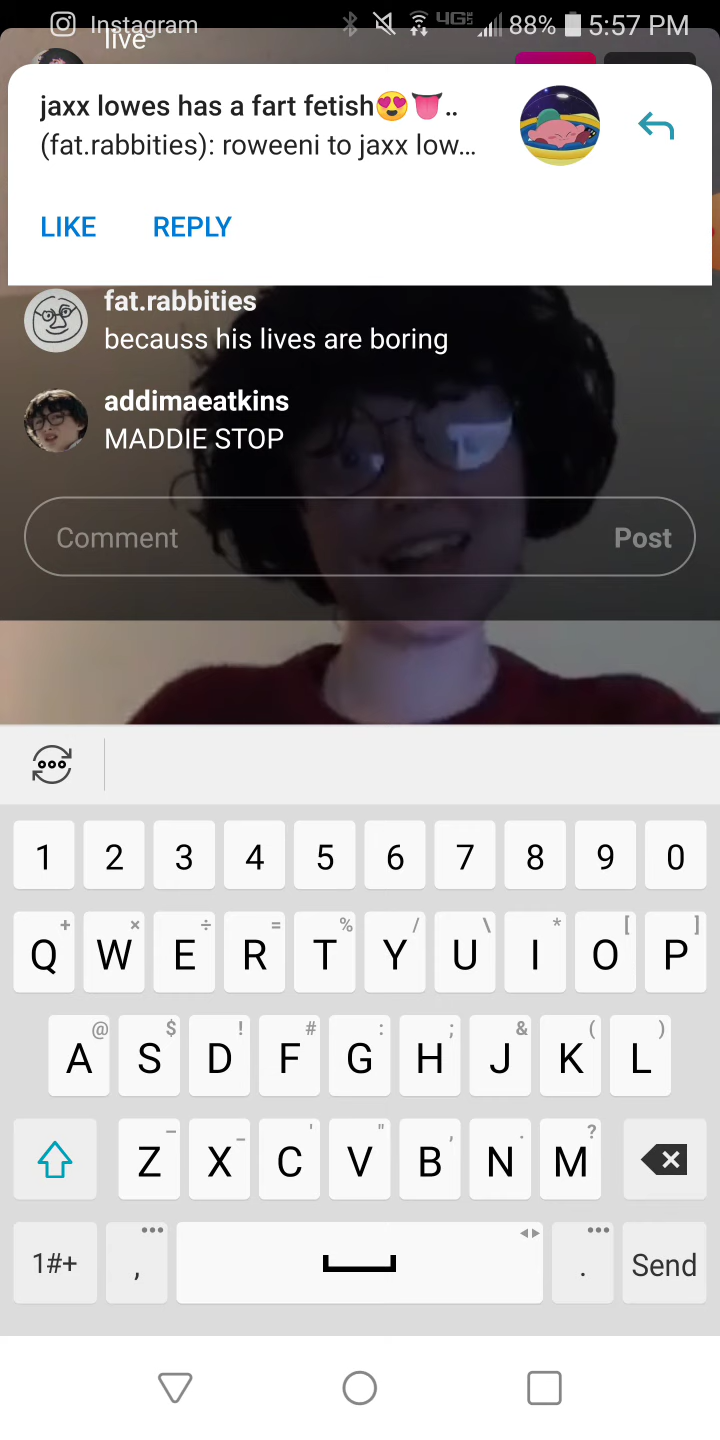 Instagram
4G
88%
5:57 PM
live
jaxx lowes has a fart fetish😍👅..
(fat.rabbities): roweeni to jaxx low...
LIKE REPLY
fat.rabbities
becauss his lives are boring
addimaeatkins
MADDIE STOP
Comment Post
1 2 3 4 5 6 7 8 9 0
+ × ÷ = % / \ * [ ]
Q W E R T Y U I O P
@ $ ! # : ; & ( )
A S D F G H J K L
– _ ' " , . ?
Z X C V B N M
1#+ , . Send